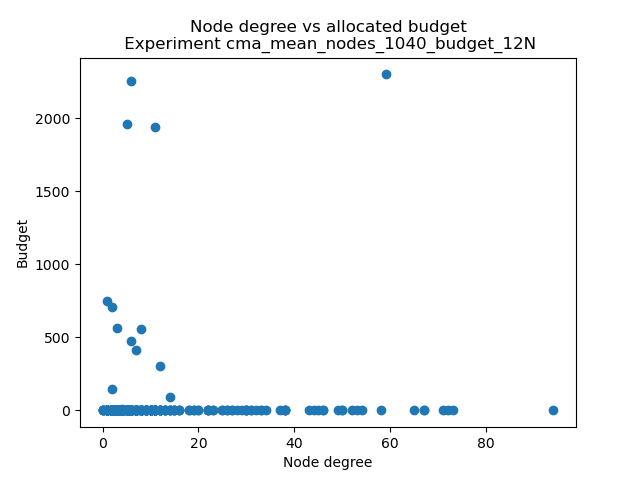 Node degree vs allocated budget
Experiment cma_mean_nodes_1040_budget_12N
2000
1500
1000
500
0
Budget
0 20 40 60 80
Node degree